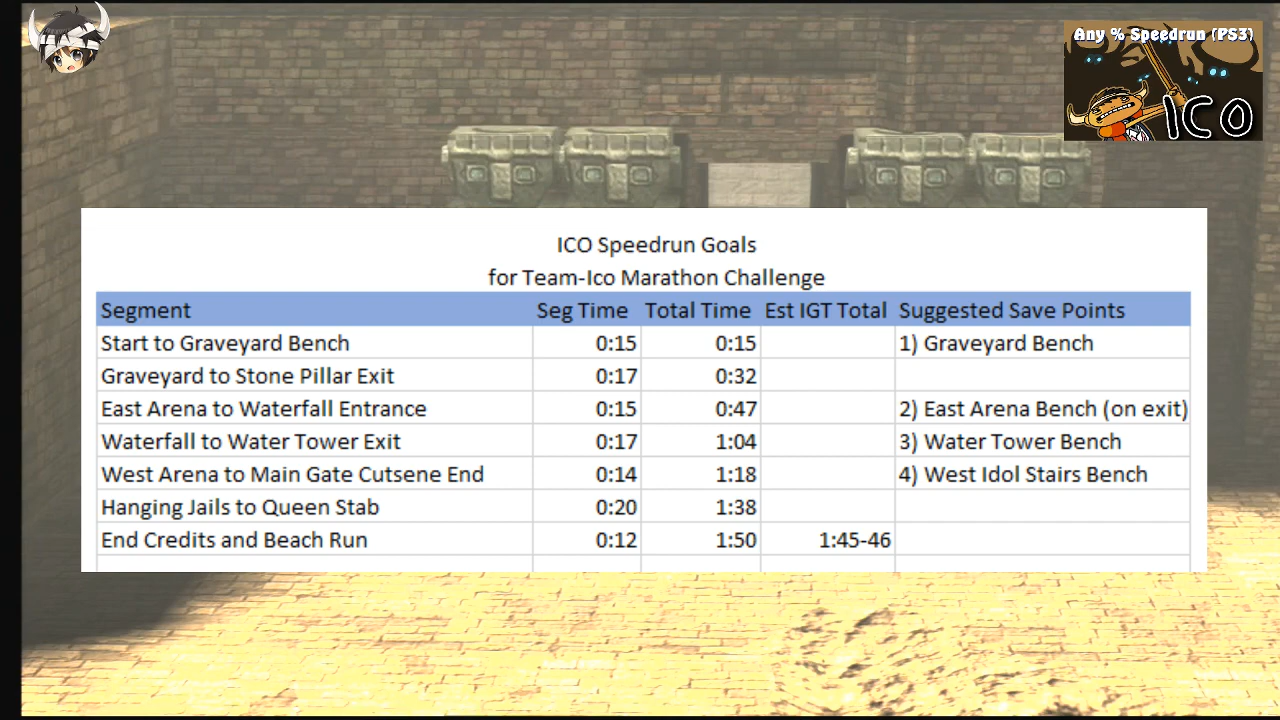 Any % Speedrun (PS3)
ICO
ICO Speedrun Goals
for Team-Ico Marathon Challenge
Segment Seg Time Total Time Est IGT Total Suggested Save Points
Start to Graveyard Bench 0:15 0:15 1) Graveyard Bench
Graveyard to Stone Pillar Exit 0:17 0:32
East Arena to Waterfall Entrance 0:15 0:47 2) East Arena Bench (on exit)
Waterfall to Water Tower Exit 0:17 1:04 3) Water Tower Bench
West Arena to Main Gate Cutsene End 0:14 1:18 4) West Idol Stairs Bench
Hanging Jails to Queen Stab 0:20 1:38
End Credits and Beach Run 0:12 1:50 1:45-46